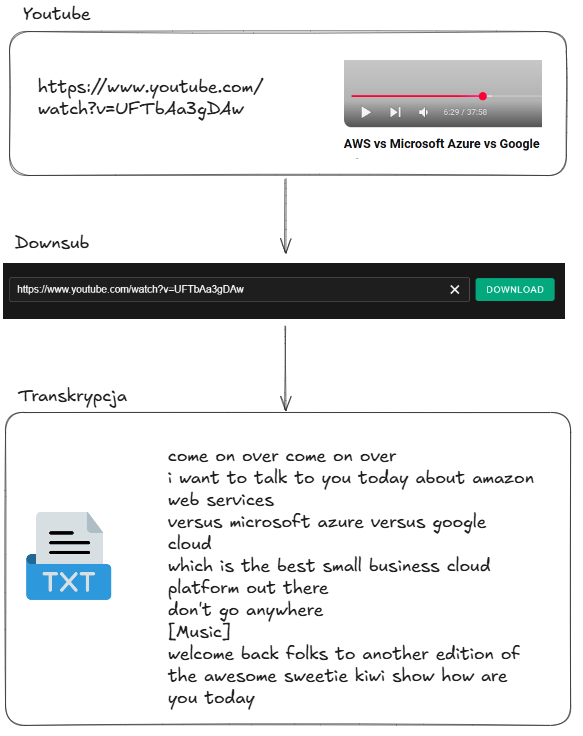 Youtube
https://www.youtube.com/
watch?v=UFTbAa3gDAw
6:29 / 37:58
AWS vs Microsoft Azure vs Google
Downsub
https://www.youtube.com/watch?v=UFTbAa3gDAw
DOWNLOAD
Transkrypcja
TXT
come on over come on over
i want to talk to you today about amazon
web services
versus microsoft azure versus google
cloud
which is the best small business cloud
platform out there
don't go anywhere
[Music]
welcome back folks to another edition of
the awesome sweetie kiwi show how are
you today